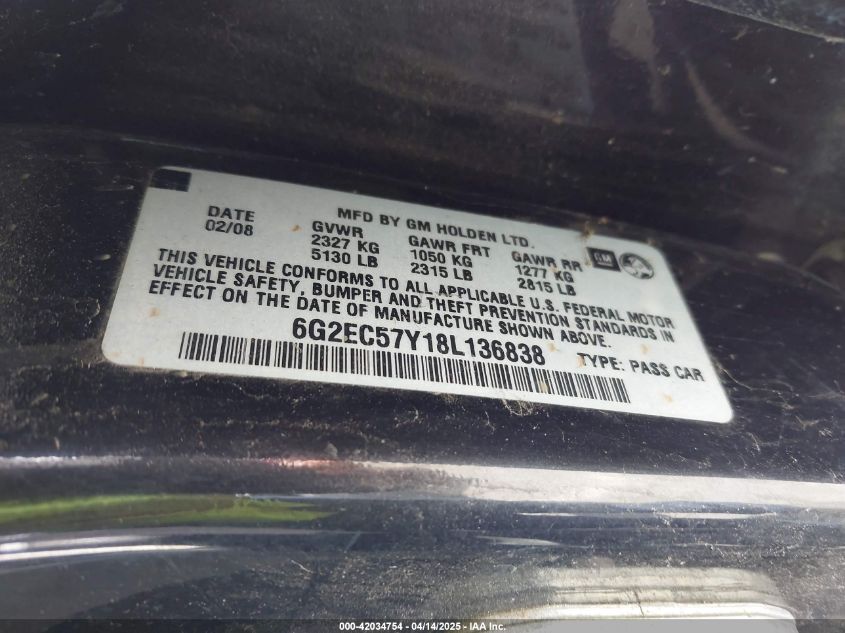 MFD BY GM HOLDEN LTD.
DATE GVWR GAWR FRT GAWR RR GM
02/08 2327 KG 1050 KG 1277 KG
5130 LB 2315 LB 2815 LB
THIS VEHICLE CONFORMS TO ALL APPLICABLE U.S. FEDERAL MOTOR
VEHICLE SAFETY, BUMPER AND THEFT PREVENTION STANDARDS IN
EFFECT ON THE DATE OF MANUFACTURE SHOWN ABOVE.
6G2EC57Y18L136838 TYPE: PASS CAR
000-42034754 - 04/14/2025 - IAA Inc.